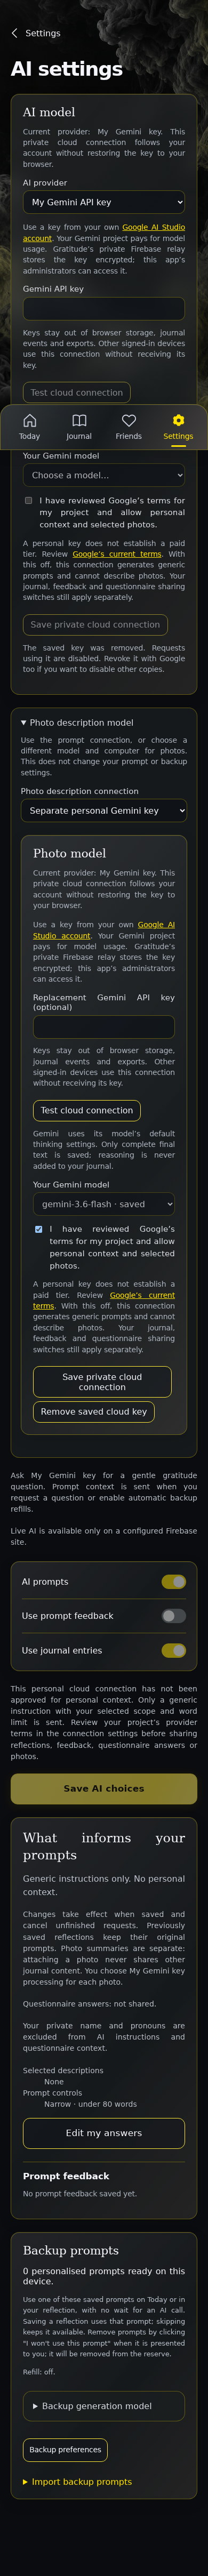 Settings
AI settings
AI model
Current provider: My Gemini key. This
private cloud connection follows your
account without restoring the key to your
browser.
AI provider
My Gemini API key
Use a key from your own Google AI Studio
account. Your Gemini project pays for model
usage. Gratitude's private Firebase relay
stores the key encrypted; this app's
administrators can access it.
Gemini API key
Keys stay out of browser storage, journal
events and exports. Other signed-in devices
use this connection without receiving its
key.
Test cloud connection
Today
Journal
Friends
Settings
Your Gemini model
Choose a model...
I have reviewed Google's terms for
my project and allow personal
context and selected photos.
A personal key does not establish a paid
tier. Review Google's current terms. With
this off, this connection generates generic
prompts and cannot describe photos. Your
journal, feedback and questionnaire sharing
switches still apply separately.
Save private cloud connection
The saved key was removed. Requests
using it are disabled. Revoke it with Google
too if you want to disable other copies.
Photo description model
Use the prompt connection, or choose a
different model and computer for photos.
This does not change your prompt or backup
settings.
Photo description connection
Separate personal Gemini key
Photo model
Current provider: My Gemini key. This
private cloud connection follows your
account without restoring the key to
your browser.
Use a key from your own Google AI
Studio account. Your Gemini project
pays for model usage. Gratitude's
private Firebase relay stores the key
encrypted; this app's administrators
can access it.
Replacement Gemini API key
(optional)
Keys stay out of browser storage,
journal events and exports. Other
signed-in devices use this connection
without receiving its key.
Test cloud connection
Gemini uses its model's default
thinking settings. Only complete final
text is saved; reasoning is never
added to your journal.
Your Gemini model
gemini-3.6-flash · saved
I have reviewed Google's
terms for my project and allow
personal context and selected
photos.
A personal key does not establish a
paid tier. Review Google's current
terms. With this off, this connection
generates generic prompts and cannot
describe photos. Your journal,
feedback and questionnaire sharing
switches still apply separately.
Save private cloud
connection
Remove saved cloud key
Ask My Gemini key for a gentle gratitude
question. Prompt context is sent when you
request a question or enable automatic backup
refills.
Live AI is available only on a configured Firebase
site.
AI prompts
Use prompt feedback
Use journal entries
This personal cloud connection has not been
approved for personal context. Only a generic
instruction with your selected scope and word
limit is sent. Review your project's provider
terms in the connection settings before sharing
reflections, feedback, questionnaire answers or
photos.
Save AI choices
What informs your
prompts
Generic instructions only. No personal
context.
Changes take effect when saved and
cancel unfinished requests. Previously
saved reflections keep their original
prompts. Photo summaries are separate:
attaching a photo never shares other
journal content. You choose My Gemini key
processing for each photo.
Questionnaire answers: not shared.
Your private name and pronouns are
excluded from AI instructions and
questionnaire context.
Selected descriptions
None
Prompt controls
Narrow · under 80 words
Edit my answers
Prompt feedback
No prompt feedback saved yet.
Backup prompts
0 personalised prompts ready on this
device.
Use one of these saved prompts on Today or in
your reflection, with no wait for an AI call.
Saving a reflection uses that prompt; skipping
keeps it available. Remove prompts by clicking
"I won't use this prompt" when it is presented
to you; it will be removed from the reserve.
Refill: off.
Backup generation model
Backup preferences
Import backup prompts